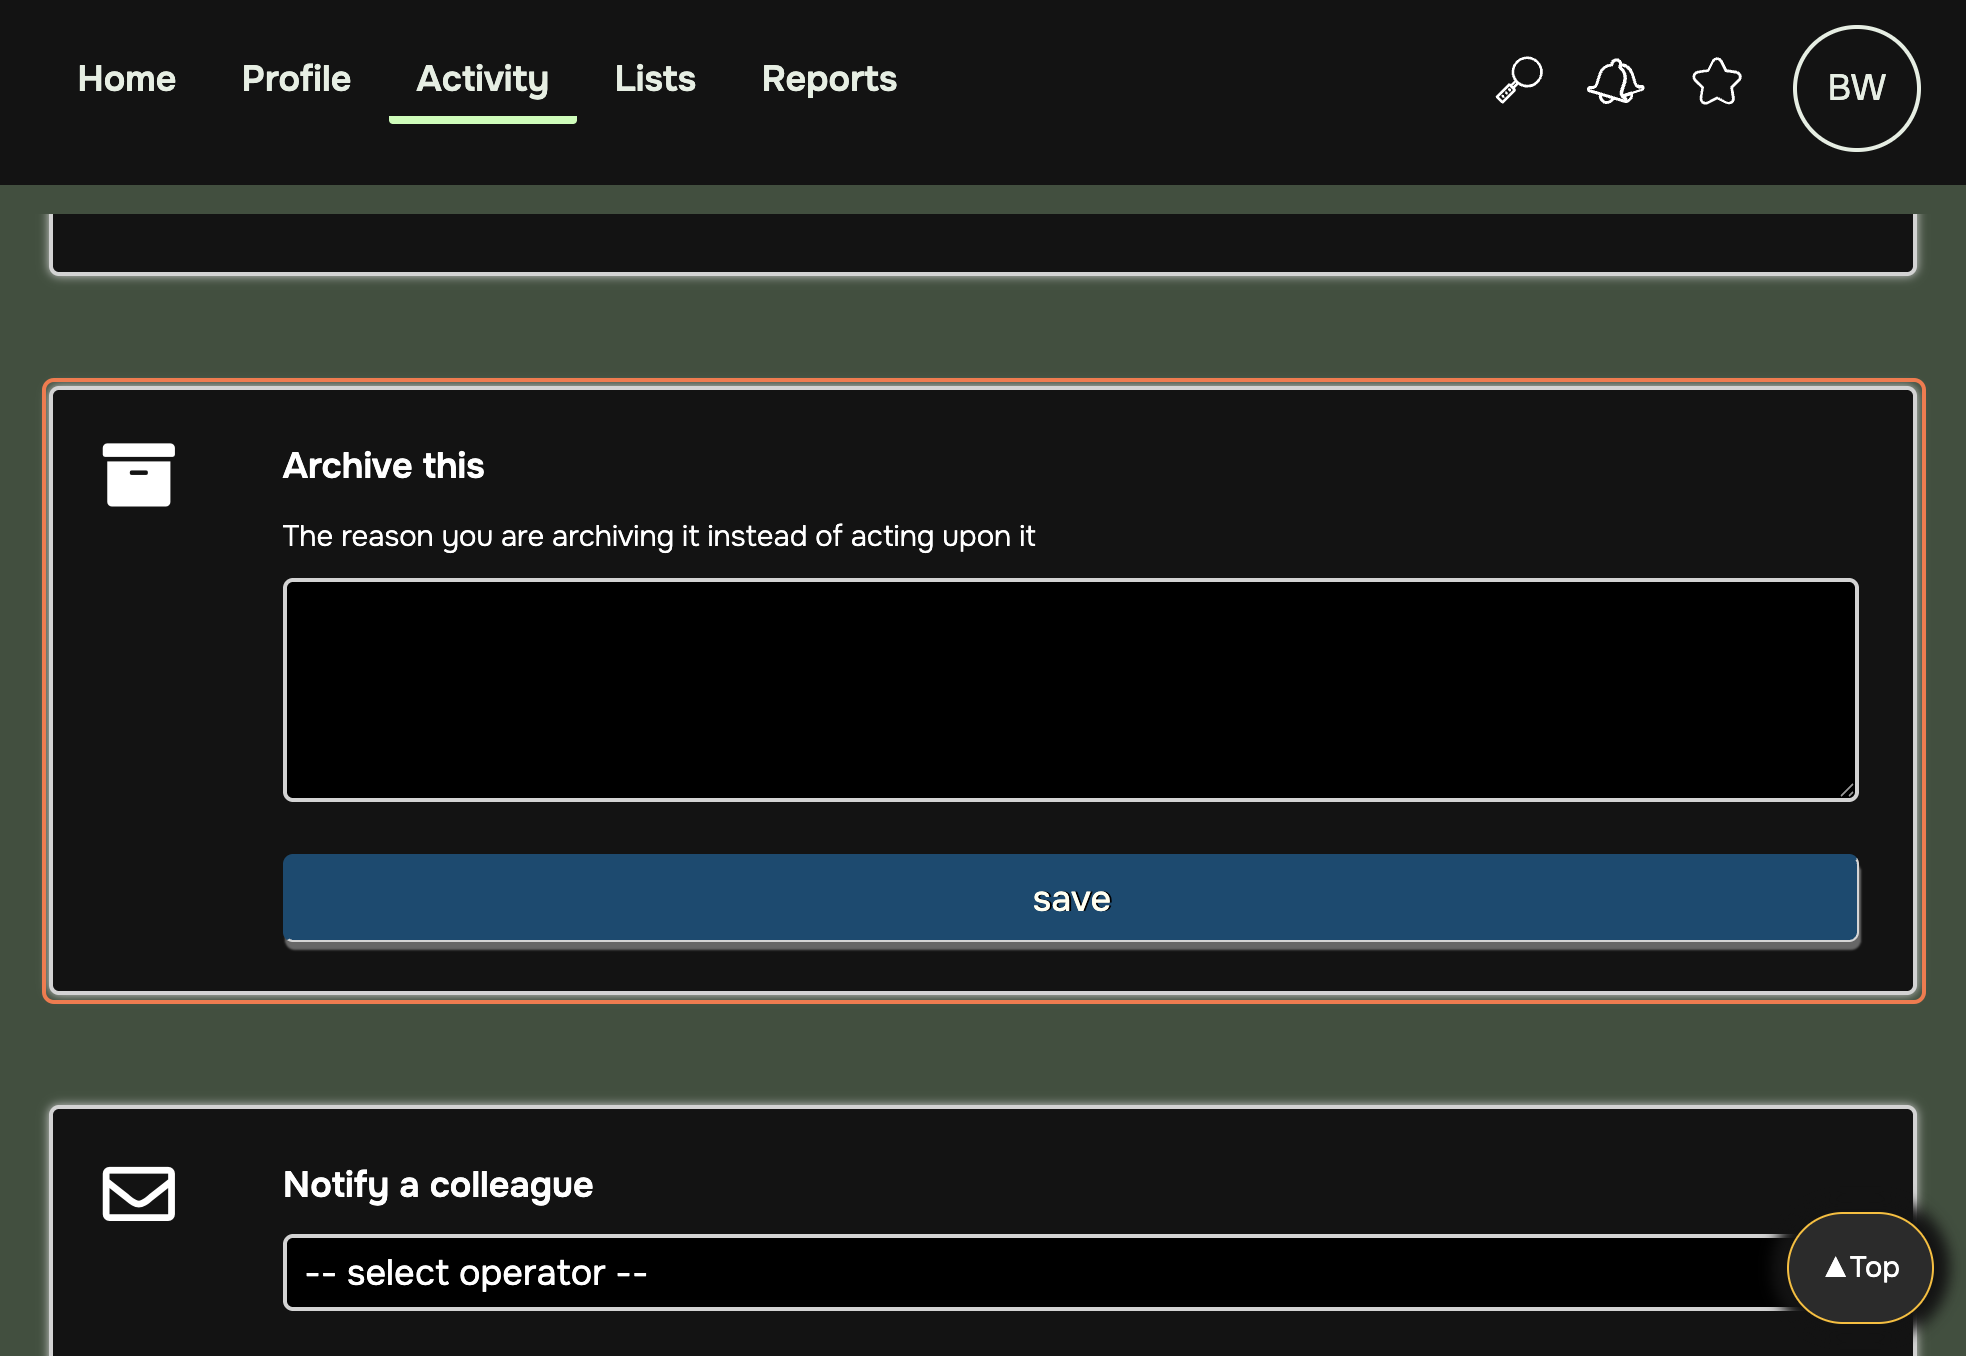 Home Profile Activity Lists Reports BW
Archive this
The reason you are archiving it instead of acting upon it
save
Notify a colleague
-- select operator --
▲Top